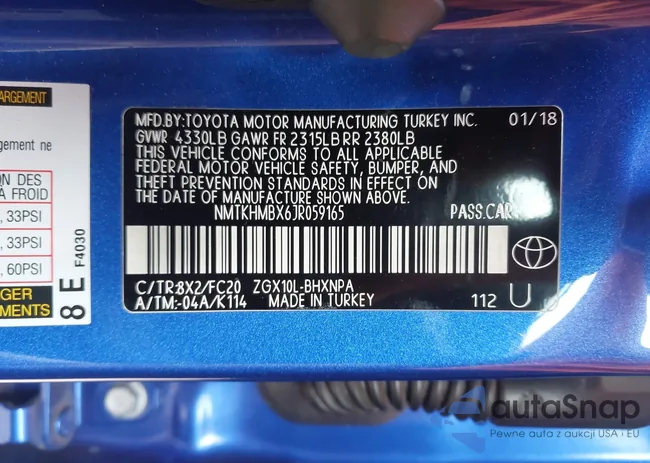 ARGEMENT
gement ne
ON DES
À FROID
, 33PSI
, 33PSI
, 60PSI
GER
EMENTS
8 E
F4030
MFD.BY:TOYOTA MOTOR MANUFACTURING TURKEY INC. 01/18
GVWR 4330LB GAWR FR 2315LB RR 2380LB
THIS VEHICLE CONFORMS TO ALL APPLICABLE
FEDERAL MOTOR VEHICLE SAFETY, BUMPER, AND
THEFT PREVENTION STANDARDS IN EFFECT ON
THE DATE OF MANUFACTURE SHOWN ABOVE.
NMTKHMBX6JR059165 PASS.CAR
C/TR:8X2/FC20 ZGX10L-BHXNPA
A/TM:-04A/K114 MADE IN TURKEY 112 U
autaSnap
Pewne auta z aukcji USA i EU